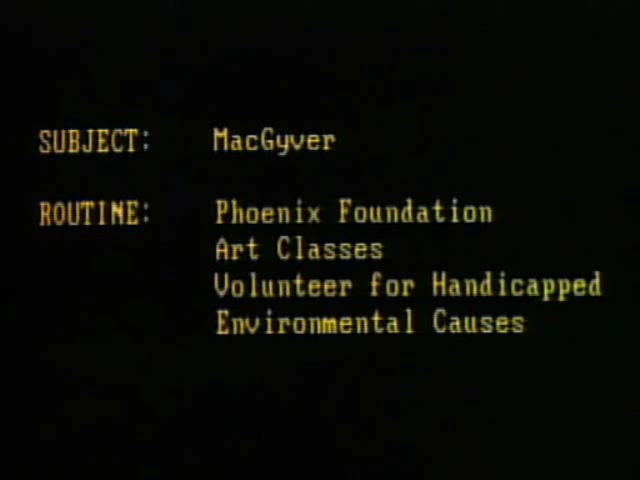 SUBJECT: MacGyver
ROUTINE: Phoenix Foundation
Art Classes
Volunteer for Handicapped
Environmental Causes